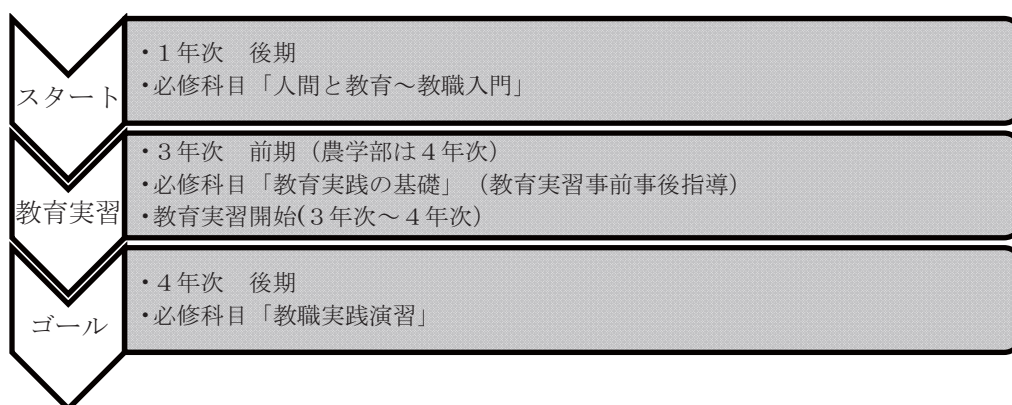 スタート
・１年次　後期
・必修科目「人間と教育～教職入門」
教育実習
・３年次　前期（農学部は４年次）
・必修科目「教育実践の基礎」（教育実習事前事後指導）
・教育実習開始(３年次～４年次）
ゴール
・４年次　後期
・必修科目「教職実践演習」